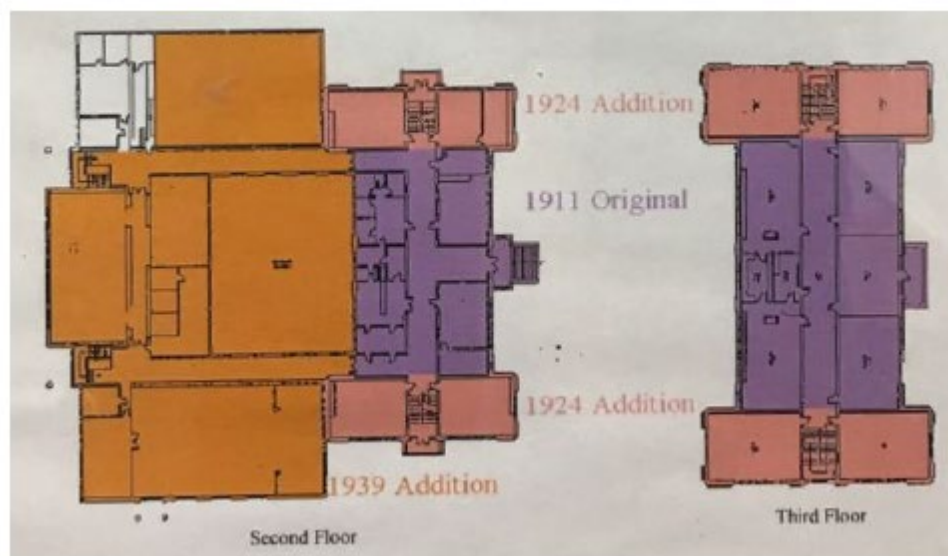 1924 Addition
1911 Original
1924 Addition
1939 Addition
Second Floor
Third Floor